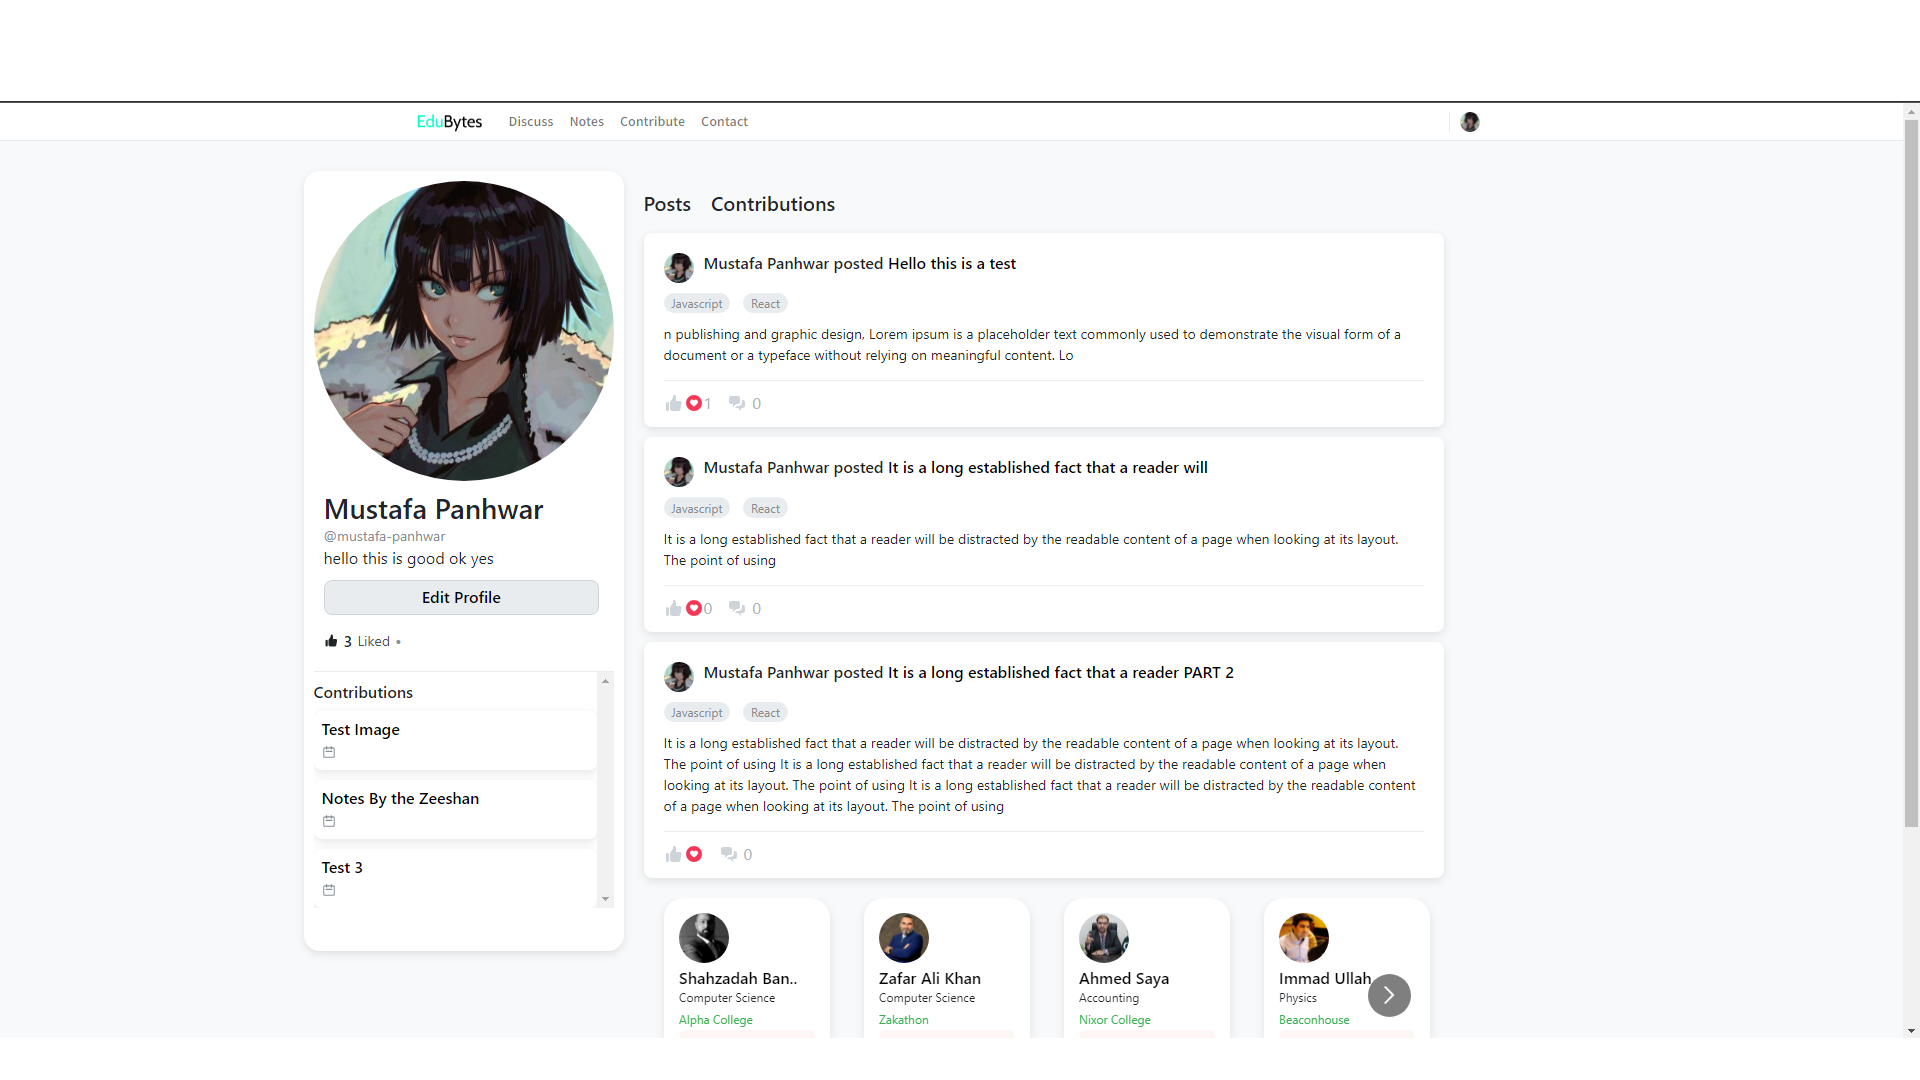 EduBytes Discuss Notes Contribute Contact
Mustafa Panhwar
@mustafa-panhwar
hello this is good ok yes
Edit Profile
3 Liked •
Contributions
Test Image
Notes By the Zeeshan
Test 3
Posts Contributions
Mustafa Panhwar posted Hello this is a test
Javascript React
n publishing and graphic design, Lorem ipsum is a placeholder text commonly used to demonstrate the visual form of a
document or a typeface without relying on meaningful content. Lo
1 0
Mustafa Panhwar posted It is a long established fact that a reader will
Javascript React
It is a long established fact that a reader will be distracted by the readable content of a page when looking at its layout.
The point of using
0 0
Mustafa Panhwar posted It is a long established fact that a reader PART 2
Javascript React
It is a long established fact that a reader will be distracted by the readable content of a page when looking at its layout.
The point of using It is a long established fact that a reader will be distracted by the readable content of a page when
looking at its layout. The point of using It is a long established fact that a reader will be distracted by the readable content
of a page when looking at its layout. The point of using
0
Shahzadah Ban..
Computer Science
Alpha College
Zafar Ali Khan
Computer Science
Zakathon
Ahmed Saya
Accounting
Nixor College
Immad Ullah
Physics
Beaconhouse